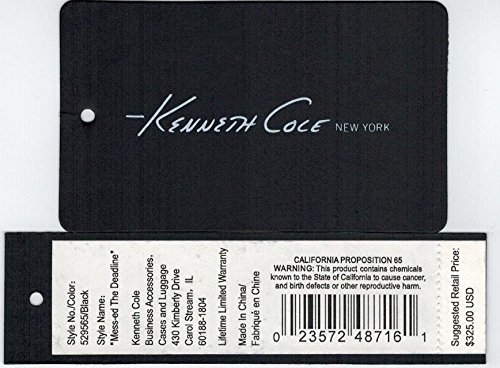 Kenneth Cole NEW YORK
Style No./Color:
523565/Black
Style Name:
"Mess-ed The Deadline"
Kenneth Cole
Business Accessories,
Cases and Luggage
430 Kimberly Drive
Carol Stream, IL
60188-1804
Lifetime Limited Warranty
Made In China/
Fabriqué en Chine
CALIFORNIA PROPOSITION 65
WARNING: This product contains chemicals
known to the State of California to cause cancer,
and birth defects or other reproductive harm.
0 23572 48716 1
Suggested Retail Price:
$325.00 USD